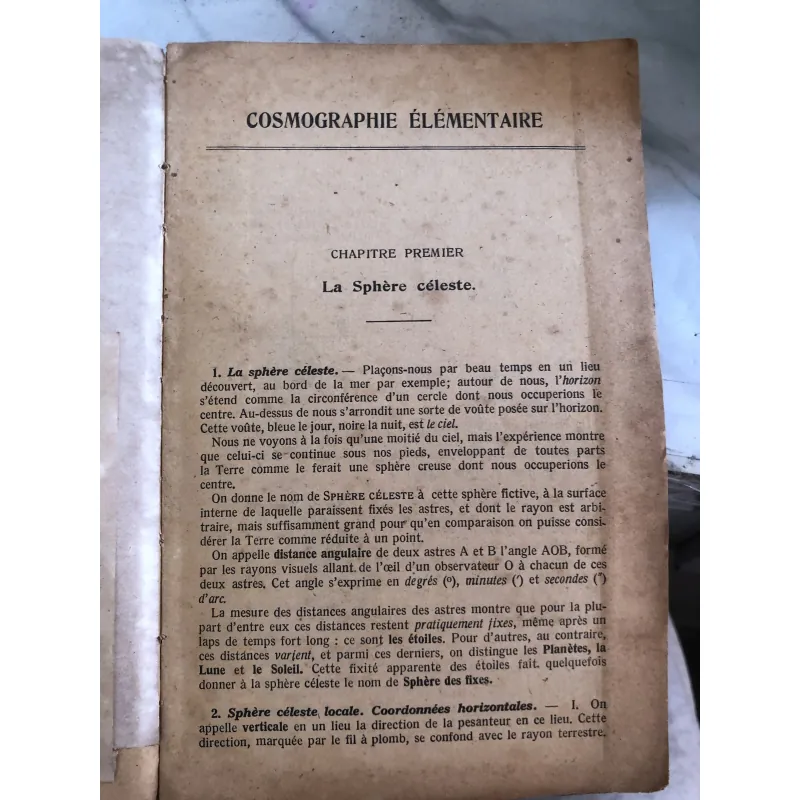 COSMOGRAPHIE ÉLÉMENTAIRE
CHAPITRE PREMIER
La Sphère céleste.
1. La sphère céleste. — Plaçons-nous par beau temps en un lieu
découvert, au bord de la mer par exemple; autour de nous, l'horizon
s'étend comme la circonférence d'un cercle dont nous occuperions le
centre. Au-dessus de nous s'arrondit une sorte de voûte posée sur l'horizon.
Cette voûte, bleue le jour, noire la nuit, est le ciel.
Nous ne voyons à la fois qu'une moitié du ciel, mais l'expérience montre
que celui-ci se continue sous nos pieds, enveloppant de toutes parts
la Terre comme le ferait une sphère creuse dont nous occuperions le
centre.
On donne le nom de SPHÈRE CÉLESTE à cette sphère fictive, à la surface
interne de laquelle paraissent fixés les astres, et dont le rayon est arbi-
traire, mais suffisamment grand pour qu'en comparaison on puisse consi-
dérer la Terre comme réduite à un point.
On appelle distance angulaire de deux astres A et B l'angle AOB, formé
par les rayons visuels allant de l'œil d'un observateur O à chacun de ces
deux astres. Cet angle s'exprime en degrés (º), minutes (') et secondes (")
d'arc.
La mesure des distances angulaires des astres montre que pour la plu-
part d'entre eux ces distances restent pratiquement fixes, même après un
laps de temps fort long : ce sont les étoiles. Pour d'autres, au contraire,
ces distances varient, et parmi ces derniers, on distingue les Planètes, la
Lune et le Soleil. Cette fixité apparente des étoiles fait quelquefois
donner à la sphère céleste le nom de Sphère des fixes.
2. Sphère céleste locale. Coordonnées horizontales. — I. On
appelle verticale en un lieu la direction de la pesanteur en ce lieu. Cette
direction, marquée par le fil à plomb, se confond avec le rayon terrestre.